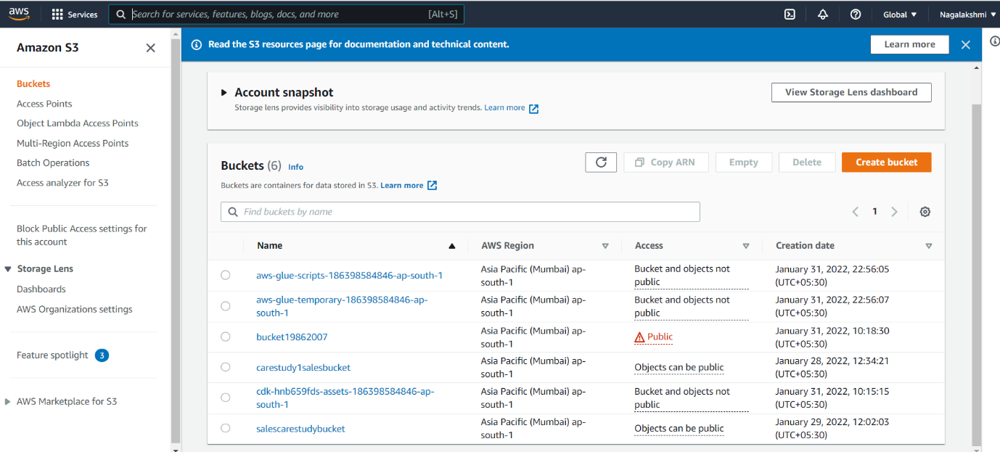 aws
Services
Search for services, features, blogs, docs, and more
[Alt+S]
Global
Nagalakshmi
Amazon S3
Buckets
Access Points
Object Lambda Access Points
Multi-Region Access Points
Batch Operations
Access analyzer for S3
Block Public Access settings for
this account
Storage Lens
Dashboards
AWS Organizations settings
Feature spotlight 3
AWS Marketplace for S3
Read the S3 resources page for documentation and technical content.
Learn more
Account snapshot
Storage lens provides visibility into storage usage and activity trends. Learn more
View Storage Lens dashboard
Buckets (6) Info
Buckets are containers for data stored in S3. Learn more
Copy ARN
Empty
Delete
Create bucket
Find buckets by name
1
Name
AWS Region
Access
Creation date
aws-glue-scripts-186398584846-ap-south-1
Asia Pacific (Mumbai) ap-
south-1
Bucket and objects not
public
January 31, 2022, 22:56:05
(UTC+05:30)
aws-glue-temporary-186398584846-ap-
south-1
Asia Pacific (Mumbai) ap-
south-1
Bucket and objects not
public
January 31, 2022, 22:56:07
(UTC+05:30)
bucket19862007
Asia Pacific (Mumbai) ap-
south-1
Public
January 31, 2022, 10:18:30
(UTC+05:30)
carestudy1salesbucket
Asia Pacific (Mumbai) ap-
south-1
Objects can be public
January 28, 2022, 12:34:21
(UTC+05:30)
cdk-hnb659fds-assets-186398584846-ap-
south-1
Asia Pacific (Mumbai) ap-
south-1
Bucket and objects not
public
January 31, 2022, 10:15:15
(UTC+05:30)
salescarestudybucket
Asia Pacific (Mumbai) ap-
south-1
Objects can be public
January 29, 2022, 12:02:03
(UTC+05:30)